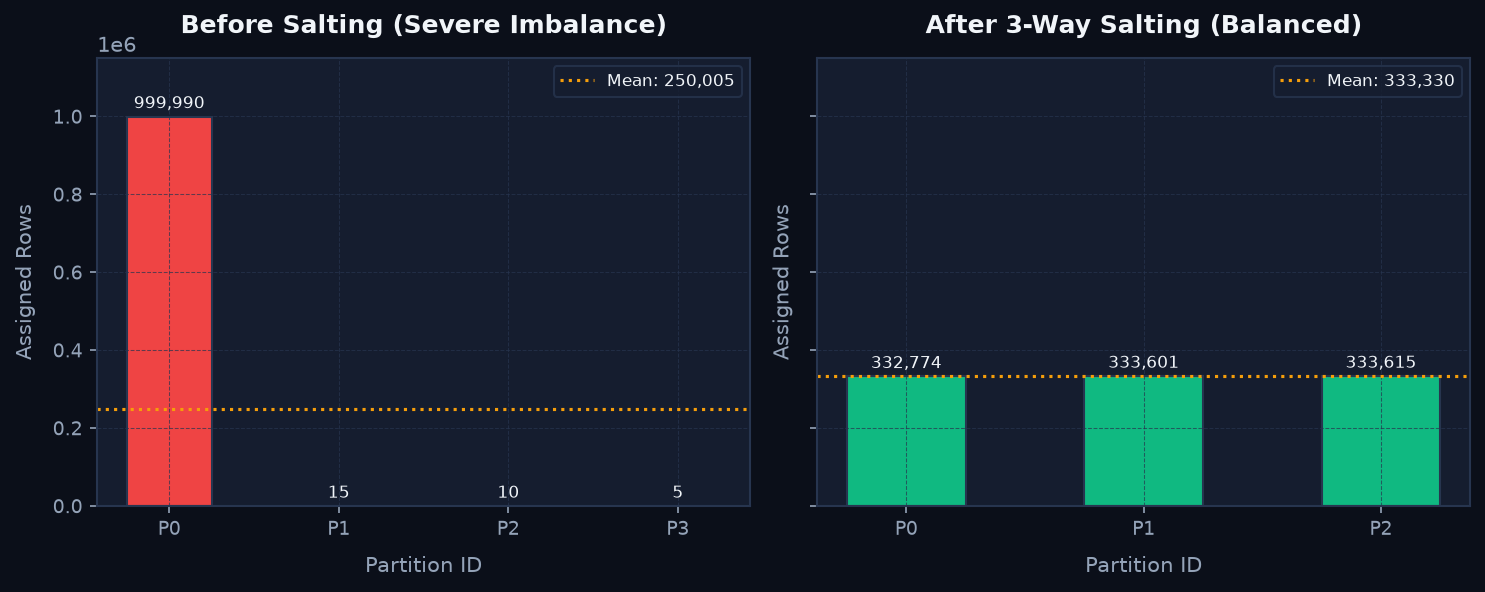 Before Salting (Severe Imbalance)
1e6
Mean: 250,005
999,990
15
10
5
1.0
0.8
0.6
0.4
0.2
0.0
Assigned Rows
P0 P1 P2 P3
Partition ID
After 3-Way Salting (Balanced)
Mean: 333,330
332,774
333,601
333,615
Assigned Rows
P0 P1 P2
Partition ID